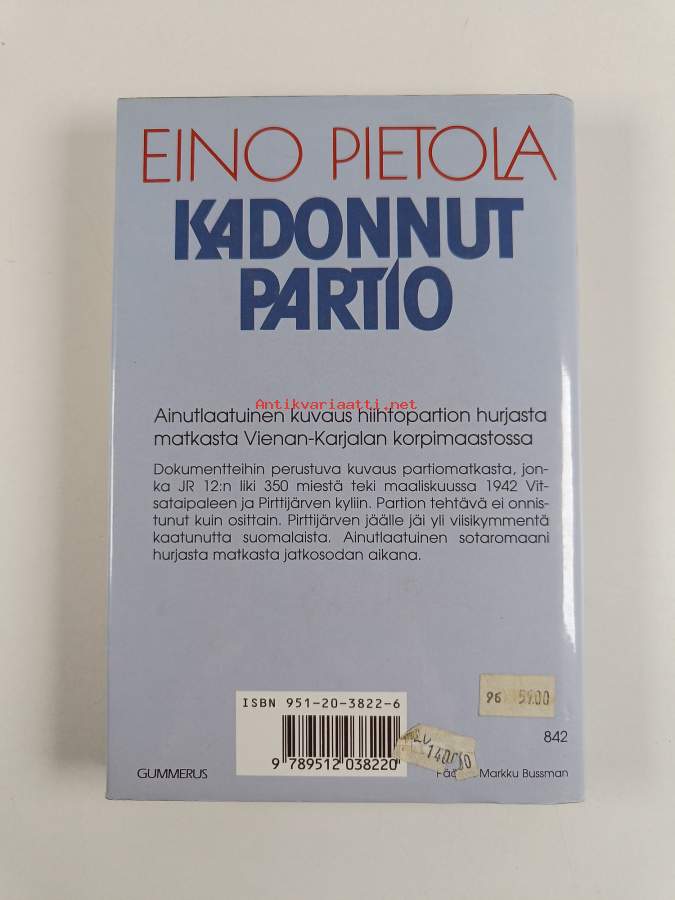 EINO PIETOLA
KADONNUT
PARTIO
Antikvariaatti.net
Ainutlaatuinen kuvaus hiihtopartion hurjasta
matkasta Vienan-Karjalan korpimaastossa
Dokumentteihin perustuva kuvaus partiomatkasta, jon-
ka JR 12:n liki 350 miestä teki maaliskuussa 1942 Vit-
sataipaleen ja Pirttijärven kyliin. Partion tehtävä ei onnis-
tunut kuin osittain. Pirttijärven jäälle jäi yli viisikymmentä
kaatunutta suomalaista. Ainutlaatuinen sotaromaani
hurjasta matkasta jatkosodan aikana.
96 59.00
ISBN 951-20-3822-6
842
9 789512 038220
GUMMERUS
Markku Bussman